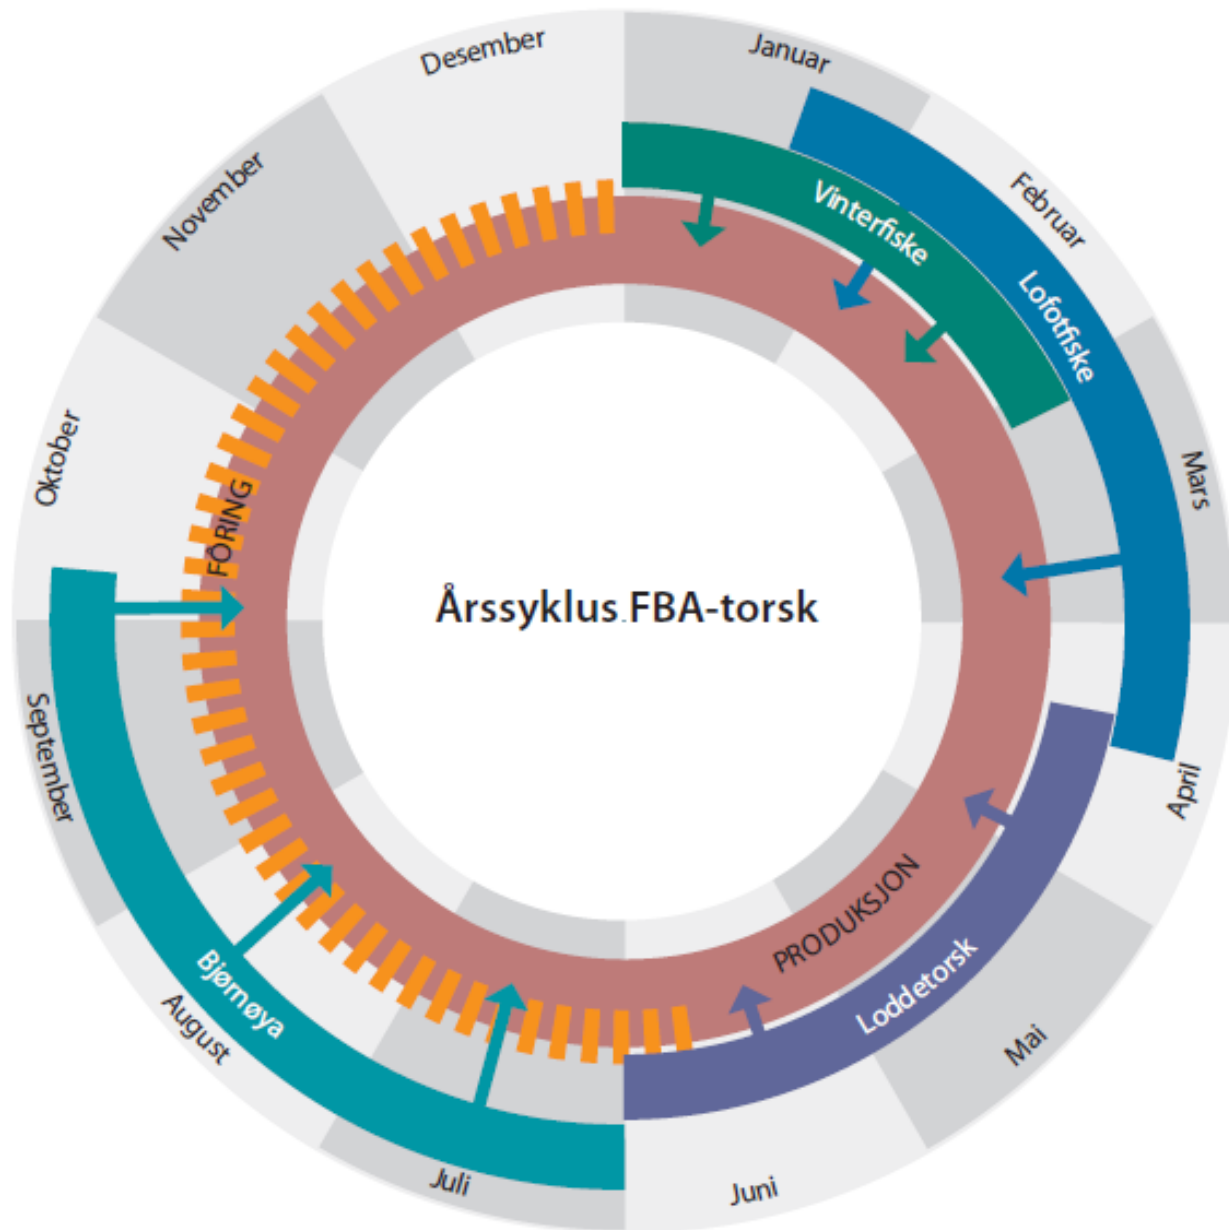 Januar
Februar
Mars
April
Mai
Juni
Juli
August
September
Oktober
November
Desember
Vinterfiske
Lofotfiske
Loddetorsk
Bjørnøya
FÔRING
PRODUKSJON
Årssyklus FBA-torsk